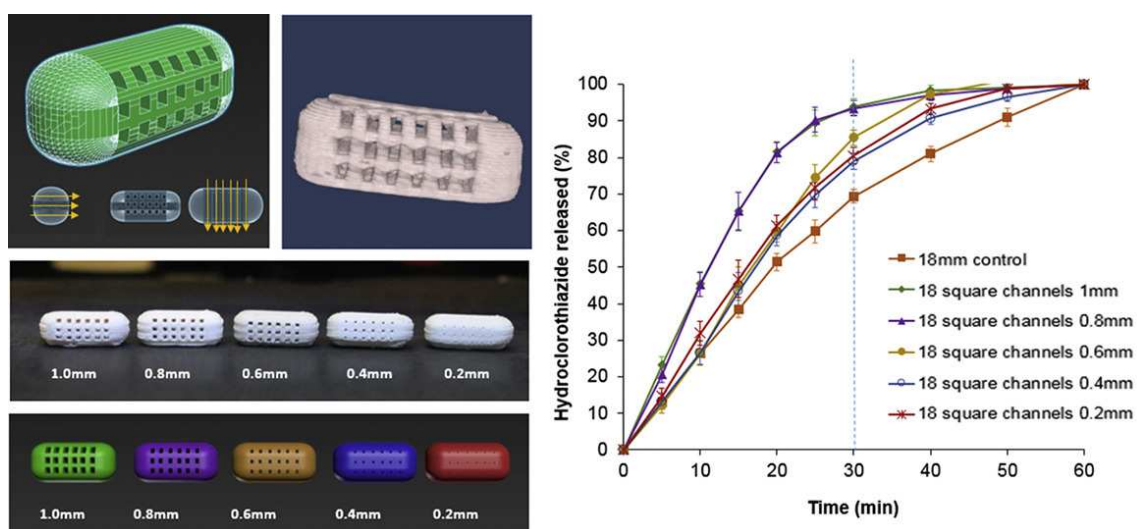 1.0mm 0.8mm 0.6mm 0.4mm 0.2mm
1.0mm 0.8mm 0.6mm 0.4mm 0.2mm
Hydroclorothiazide released (%)
100
90
80
70
60
50
40
30
20
10
0
0 10 20 30 40 50 60
Time (min)
18mm control
18 square channels 1mm
18 square channels 0.8mm
18 square channels 0.6mm
18 square channels 0.4mm
18 square channels 0.2mm